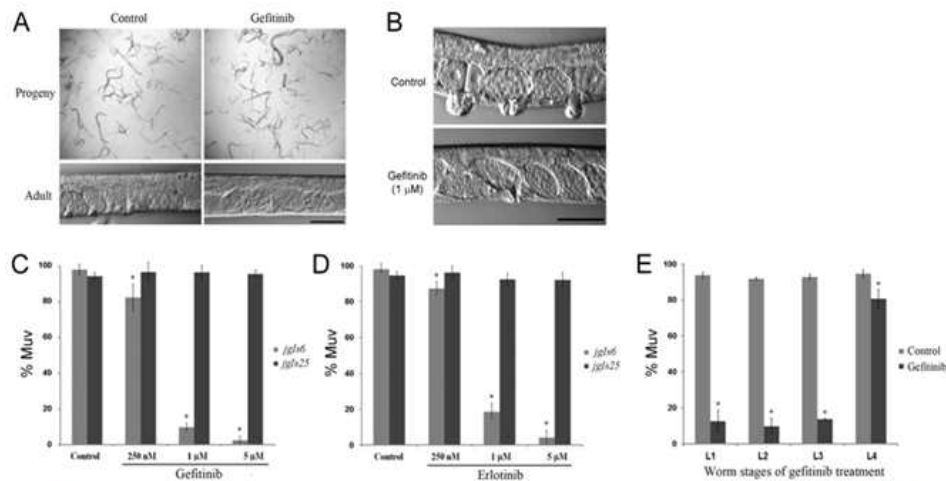 A
Control
Gefitinib
Progeny
Adult
B
Control
Gefitinib
(1 µM)
C
% Muv
100
80
60
40
20
0
*
*
*
Control
250 nM
1 µM
5 µM
Gefitinib
jgIs6
jgIs25
D
% Muv
100
80
60
40
20
0
*
*
*
Control
250 nM
1 µM
5 µM
Erlotinib
jgIs6
jgIs25
E
% Muv
100
80
60
40
20
0
*
*
*
*
L1
L2
L3
L4
Worm stages of gefitinib treatment
Control
Gefitinib